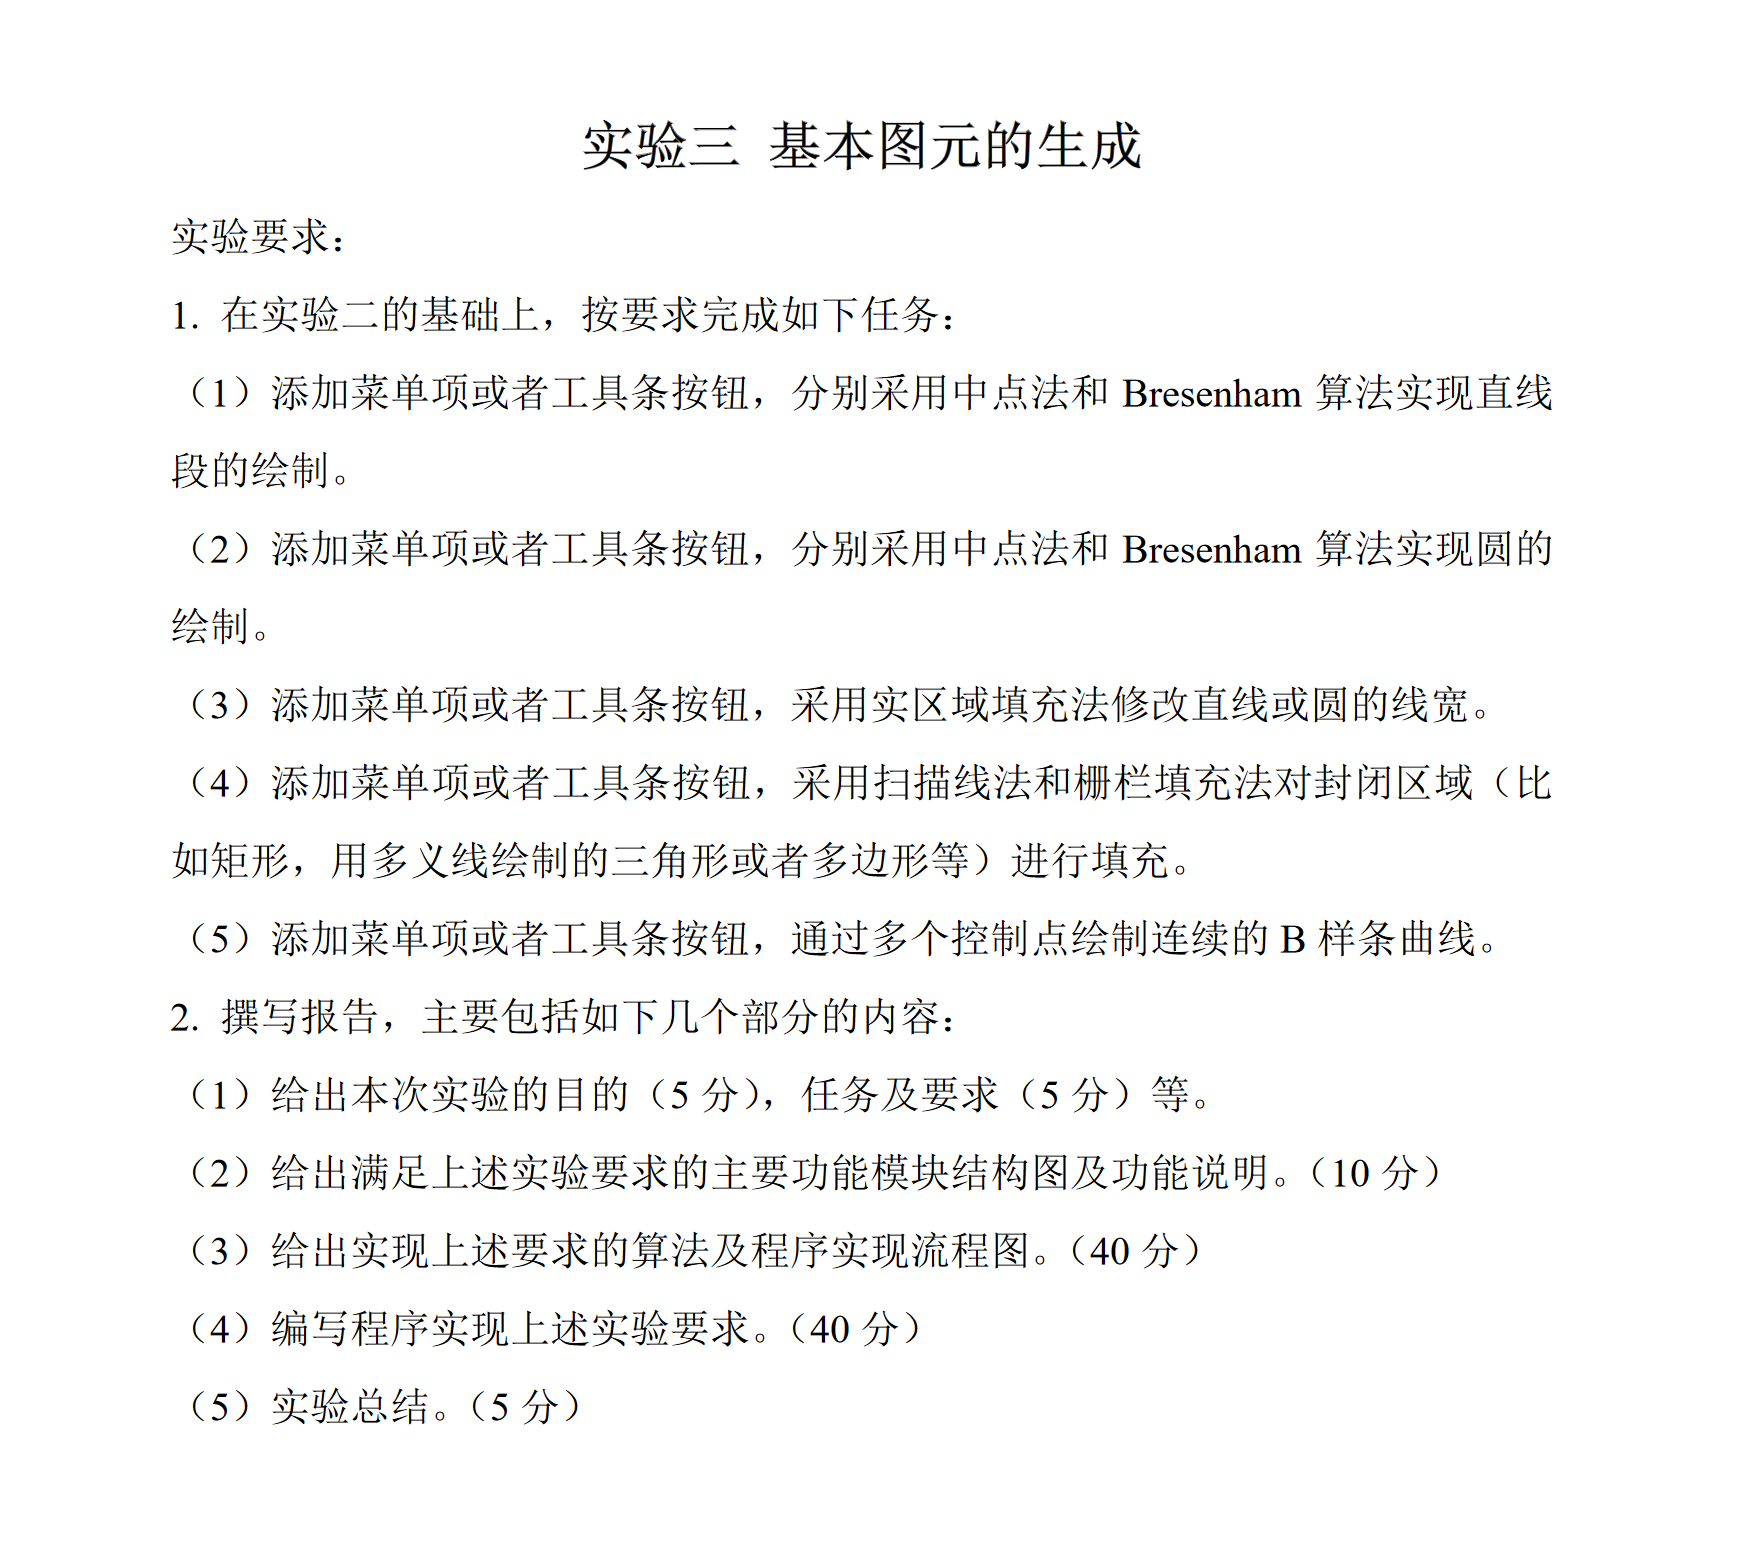 实验三 基本图元的生成
实验要求：
1. 在实验二的基础上，按要求完成如下任务：
（1）添加菜单项或者工具条按钮，分别采用中点法和 Bresenham 算法实现直线
段的绘制。
（2）添加菜单项或者工具条按钮，分别采用中点法和 Bresenham 算法实现圆的
绘制。
（3）添加菜单项或者工具条按钮，采用实区域填充法修改直线或圆的线宽。
（4）添加菜单项或者工具条按钮，采用扫描线法和栅栏填充法对封闭区域（比
如矩形，用多义线绘制的三角形或者多边形等）进行填充。
（5）添加菜单项或者工具条按钮，通过多个控制点绘制连续的 B 样条曲线。
2. 撰写报告，主要包括如下几个部分的内容：
（1）给出本次实验的目的（5 分），任务及要求（5 分）等。
（2）给出满足上述实验要求的主要功能模块结构图及功能说明。（10 分）
（3）给出实现上述要求的算法及程序实现流程图。（40 分）
（4）编写程序实现上述实验要求。（40 分）
（5）实验总结。（5 分）